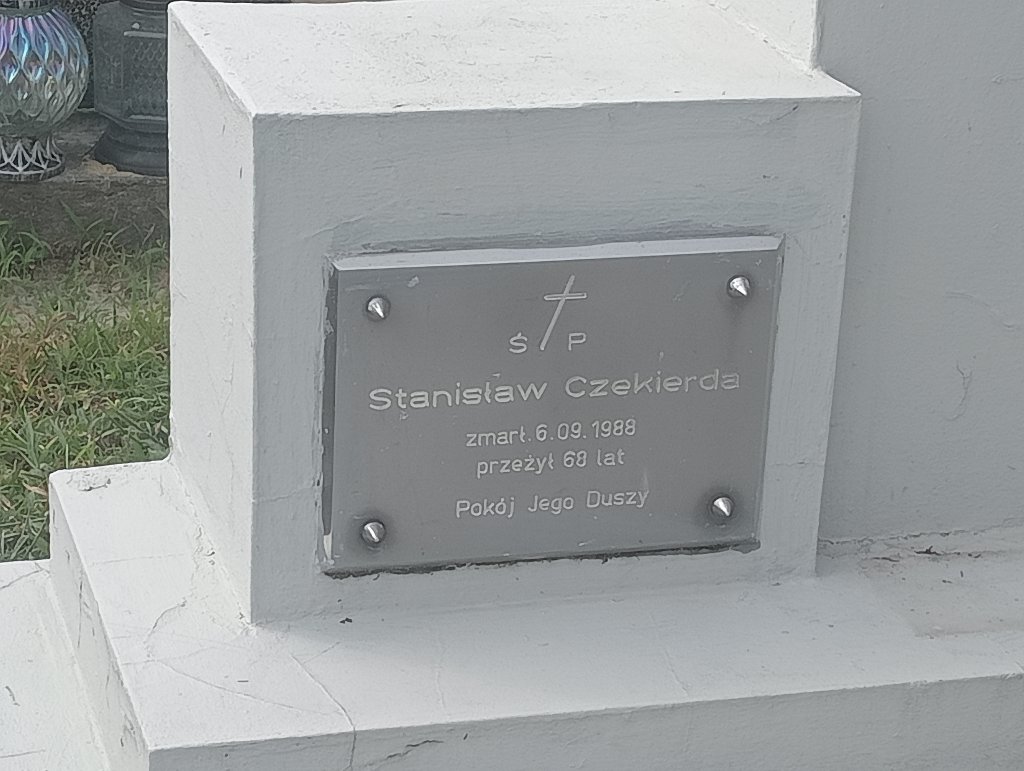 Ś P
Stanisław Czekierda
zmarł. 6.09.1988
przeżył 68 lat
Pokój Jego Duszy